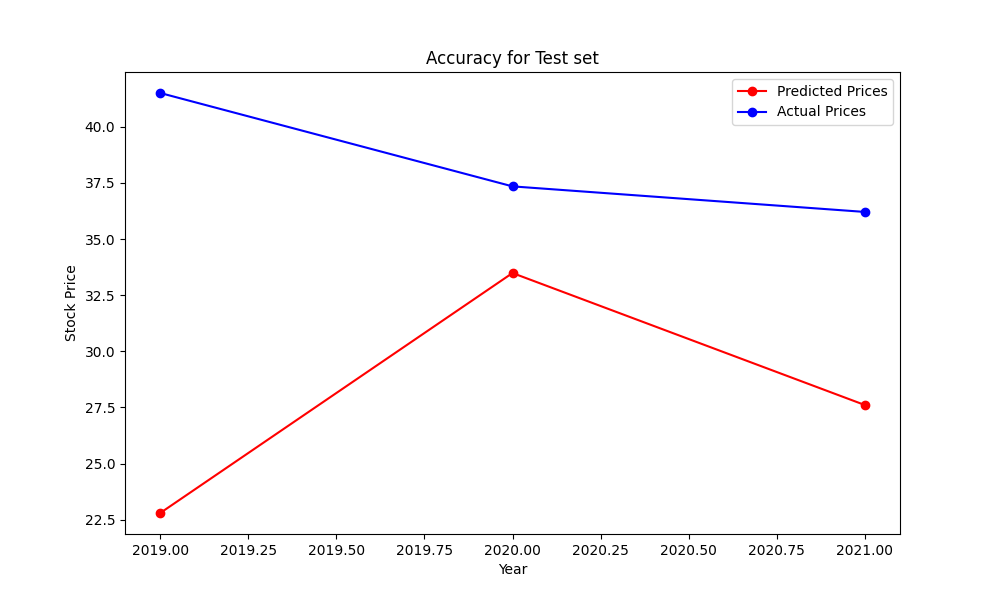 Accuracy for Test set
Predicted Prices
Actual Prices
Stock Price
40.0
37.5
35.0
32.5
30.0
27.5
25.0
22.5
2019.00 2019.25 2019.50 2019.75 2020.00 2020.25 2020.50 2020.75 2021.00
Year